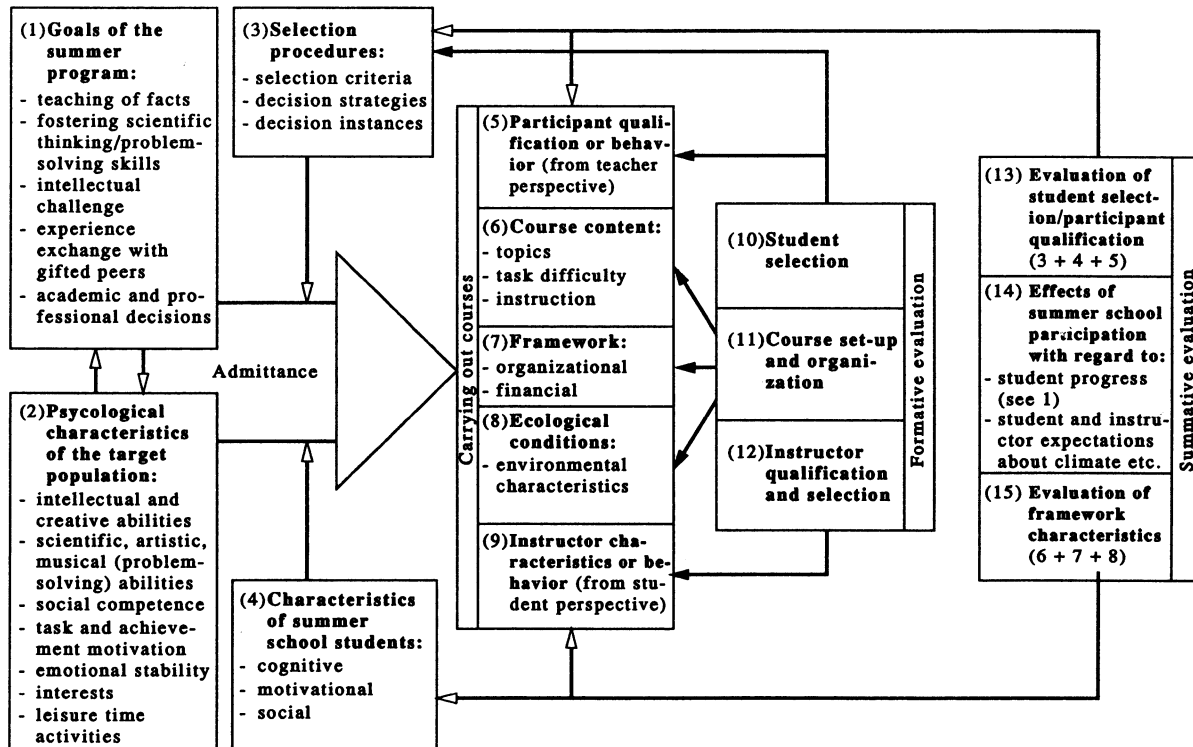 (1) Goals of the
summer
program:
- teaching of facts
- fostering scientific
thinking/problem-
solving skills
- intellectual
challenge
- experience
exchange with
gifted peers
- academic and pro-
fessional decisions
(2) Psycological
characteristics
of the target
population:
- intellectual and
creative abilities
- scientific, artistic,
musical (problem-
solving) abilities
- social competence
- task and achieve-
ment motivation
- emotional stability
- interests
- leisure time
activities
(3) Selection
procedures:
- selection criteria
- decision strategies
- decision instances
Admittance
(4) Characteristics
of summer
school students:
- cognitive
- motivational
- social
Carrying out courses
(5) Participant qual-
ification or behav-
ior (from teacher
perspective)
(6) Course content:
- topics
- task difficulty
- instruction
(7) Framework:
- organizational
- financial
(8) Ecological
conditions:
- environmental
characteristics
(9) Instructor cha-
racteristics or be-
havior (from stu-
dent perspective)
(10) Student
selection
(11) Course set-up
and organi-
zation
(12) Instructor
qualification
and selection
Formative evaluation
(13) Evaluation of
student select-
ion/participant
qualification
(3 + 4 + 5)
(14) Effects of
summer school
participation
with regard to:
- student progress
(see 1)
- student and instru-
ctor expectations
about climate etc.
(15) Evaluation of
framework
characteristics
(6 + 7 + 8)
Summative evaluation